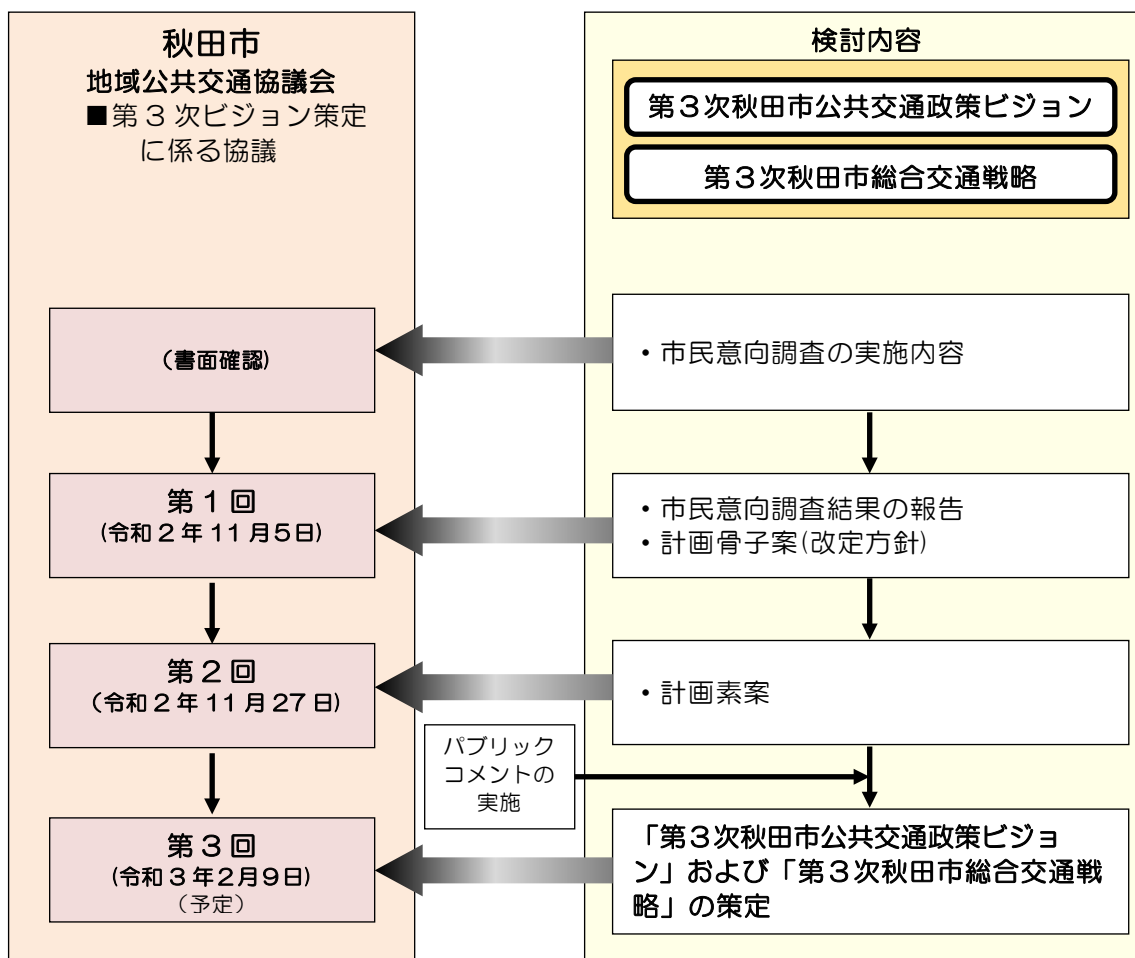 秋田市
地域公共交通協議会
■第３次ビジョン策定
に係る協議
(書面確認)
第１回
(令和２年11月5日)
第２回
(令和２年11月27日)
第３回
(令和３年2月9日)
(予定)
検討内容
第３次秋田市公共交通政策ビジョン
第３次秋田市総合交通戦略
・市民意向調査の実施内容
・市民意向調査結果の報告
・計画骨子案(改定方針)
・計画素案
パブリック
コメントの
実施
「第３次秋田市公共交通政策ビジョ
ン」および「第３次秋田市総合交通戦
略」の策定